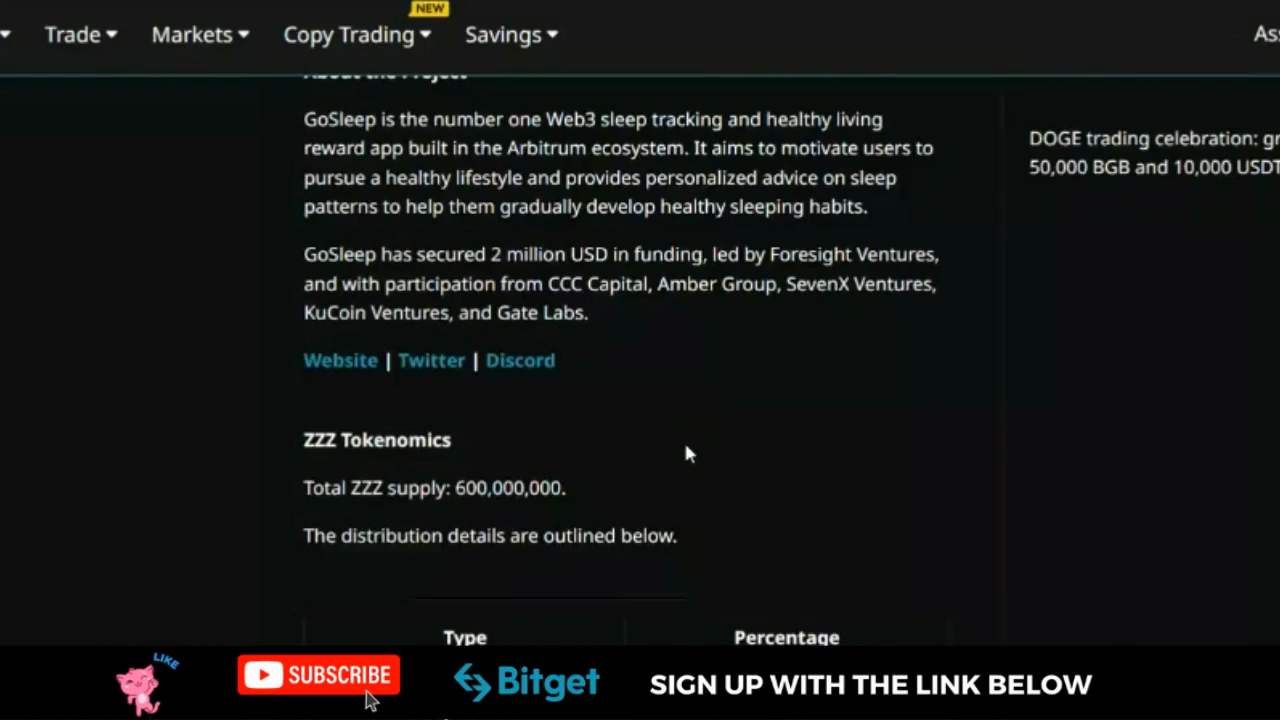 NEW
Trade
Markets
Copy Trading
Savings
About the Project
GoSleep is the number one Web3 sleep tracking and healthy living
reward app built in the Arbitrum ecosystem. It aims to motivate users to
pursue a healthy lifestyle and provides personalized advice on sleep
patterns to help them gradually develop healthy sleeping habits.
GoSleep has secured 2 million USD in funding, led by Foresight Ventures,
and with participation from CCC Capital, Amber Group, SevenX Ventures,
KuCoin Ventures, and Gate Labs.
Website | Twitter | Discord
ZZZ Tokenomics
Total ZZZ supply: 600,000,000.
The distribution details are outlined below.
Type Percentage
DOGE trading celebration:
50,000 BGB and 10,000 USDT
LIKE
SUBSCRIBE
Bitget
SIGN UP WITH THE LINK BELOW